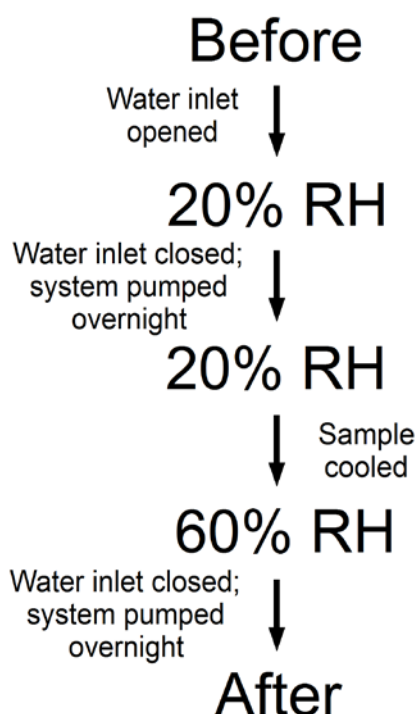 Before
Water inlet
opened
20% RH
Water inlet closed;
system pumped
overnight
20% RH
Sample
cooled
60% RH
Water inlet closed;
system pumped
overnight
After